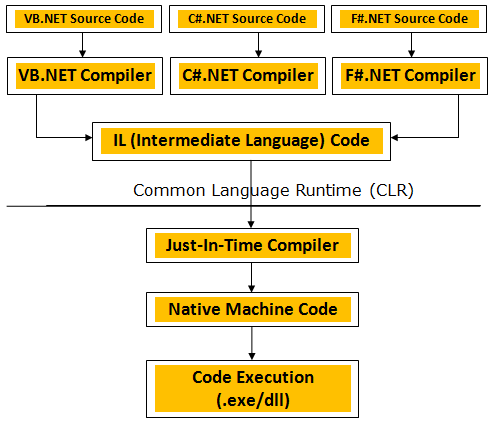 VB.NET Source Code
C#.NET Source Code
F#.NET Source Code
VB.NET Compiler
C#.NET Compiler
F#.NET Compiler
IL (Intermediate Language) Code
Common Language Runtime (CLR)
Just-In-Time Compiler
Native Machine Code
Code Execution
(.exe/dll)